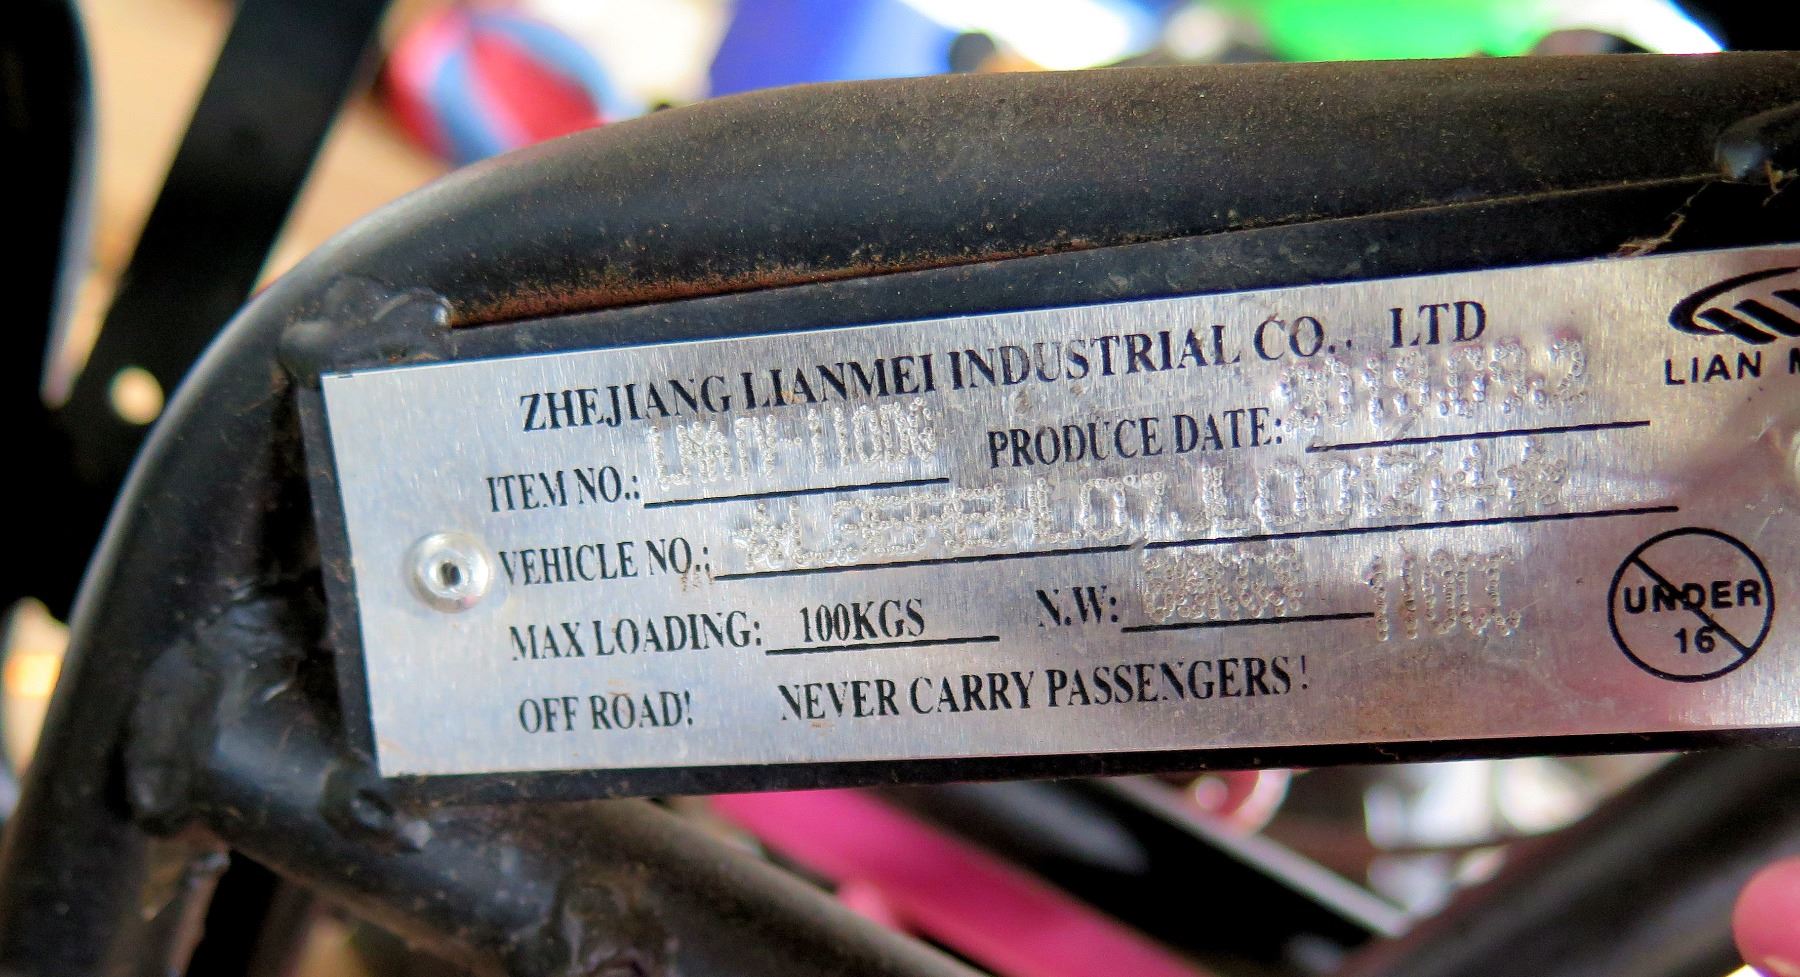 ZHEJIANG LIANMEI INDUSTRIAL CO., LTD
LIAN
ITEM NO.: PRODUCE DATE:
VEHICLE NO.:
MAX LOADING: 100KGS N.W:
UNDER
16
OFF ROAD! NEVER CARRY PASSENGERS!